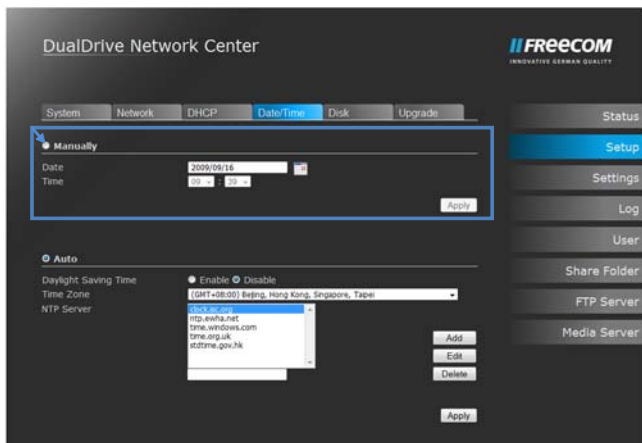 DualDrive Network Center
FREECOM
INNOVATIVE GERMAN QUALITY
System Network DHCP Date/Time Disk Upgrade
Status
Setup
Settings
Log
User
Share Folder
FTP Server
Media Server
Manually
Date 2009/09/16
Time 09 : 39
Apply
Auto
Daylight Saving Time Enable Disable
Time Zone (GMT+08:00) Beijing, Hong Kong, Singapore, Taipei
NTP Server clock.isc.org
ntp.ewha.net
time.windows.com
time.org.uk
stdtime.gov.hk
Add
Edit
Delete
Apply